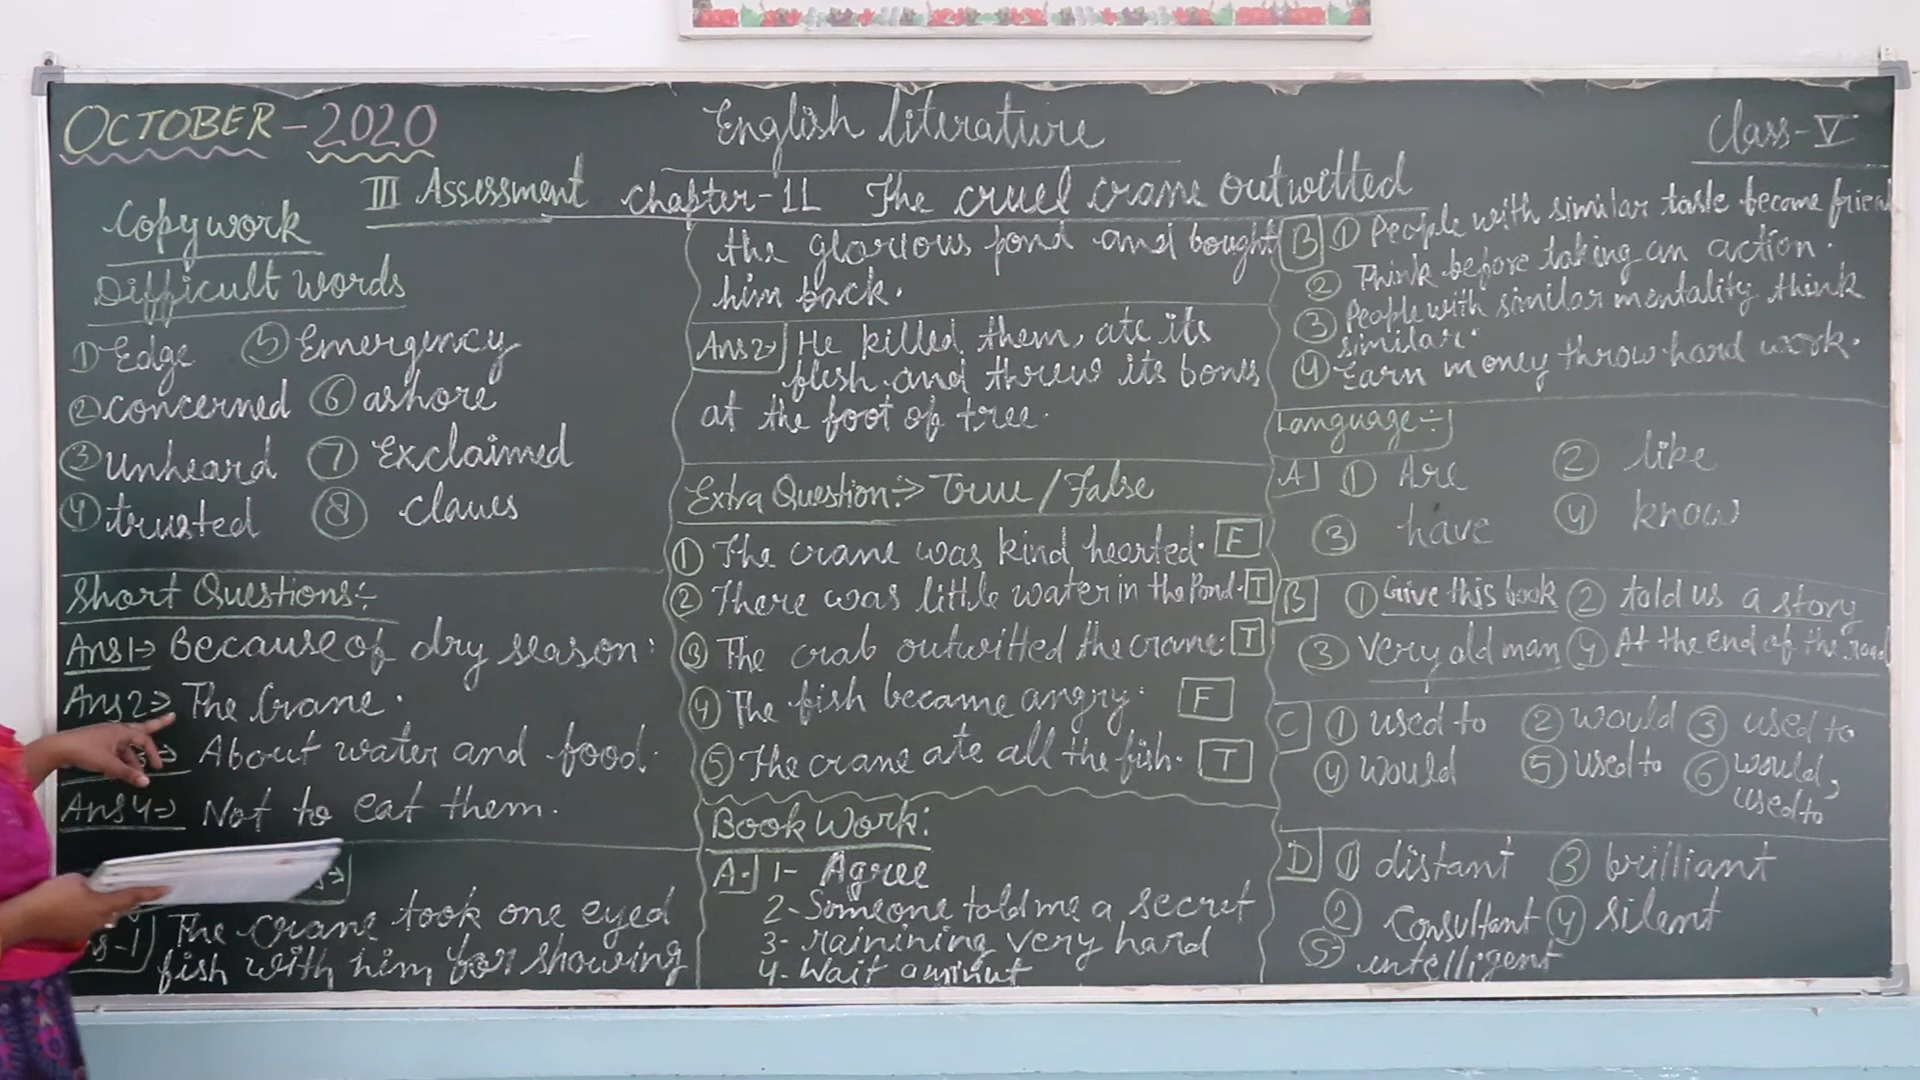 OCTOBER - 2020
English literature
Class - V
III Assessment chapter - 11 The cruel crane outwitted
Copy work
Difficult words
① Edge ⑤ Emergency
② concerned ⑥ ashore
③ unheard ⑦ Exclaimed
④ trusted ⑧ claws
Short Questions:-
Ans1→ Because of dry season.
Ans2→ The Crane.
About water and food.
Ans4→ Not to eat them.
The crane took one eyed
fish with him for showing
the glorious pond and bought
him back.
Ans2→ He killed them, ate its
flesh and threw its bones
at the foot of tree.
Extra Question:→ True / False
① The crane was kind hearted. F
② There was little water in the Pond. T
③ The crab outwitted the crane. T
④ The fish became angry. F
⑤ The crane ate all the fish. T
Book Work:
A. 1- Agree
2- Someone told me a secret
3- rainining very hard
4- Wait a minut
B ① People with similar taste become frien
② Think before taking an action.
③ People with similar mentality think
similar.
④ Earn money throw hard work.
Language:-
A ① Are ② like
③ have ④ know
B ① Give this book ② told us a story
③ very old man ④ At the end of the road
C ① used to ② would ③ used to
④ would ⑤ used to ⑥ would,
used to
D ① distant ③ brilliant
② Consultant ④ silent
⑤ intelligent